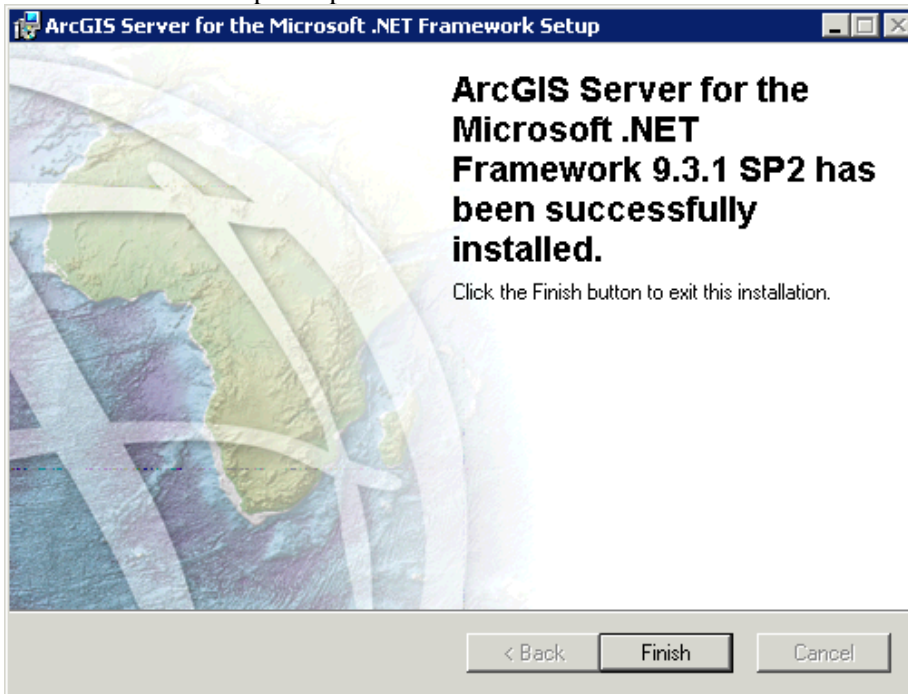 ArcGIS Server for the Microsoft .NET Framework Setup
ArcGIS Server for the
Microsoft .NET
Framework 9.3.1 SP2 has
been successfully
installed.
Click the Finish button to exit this installation.
< Back
Finish
Cancel